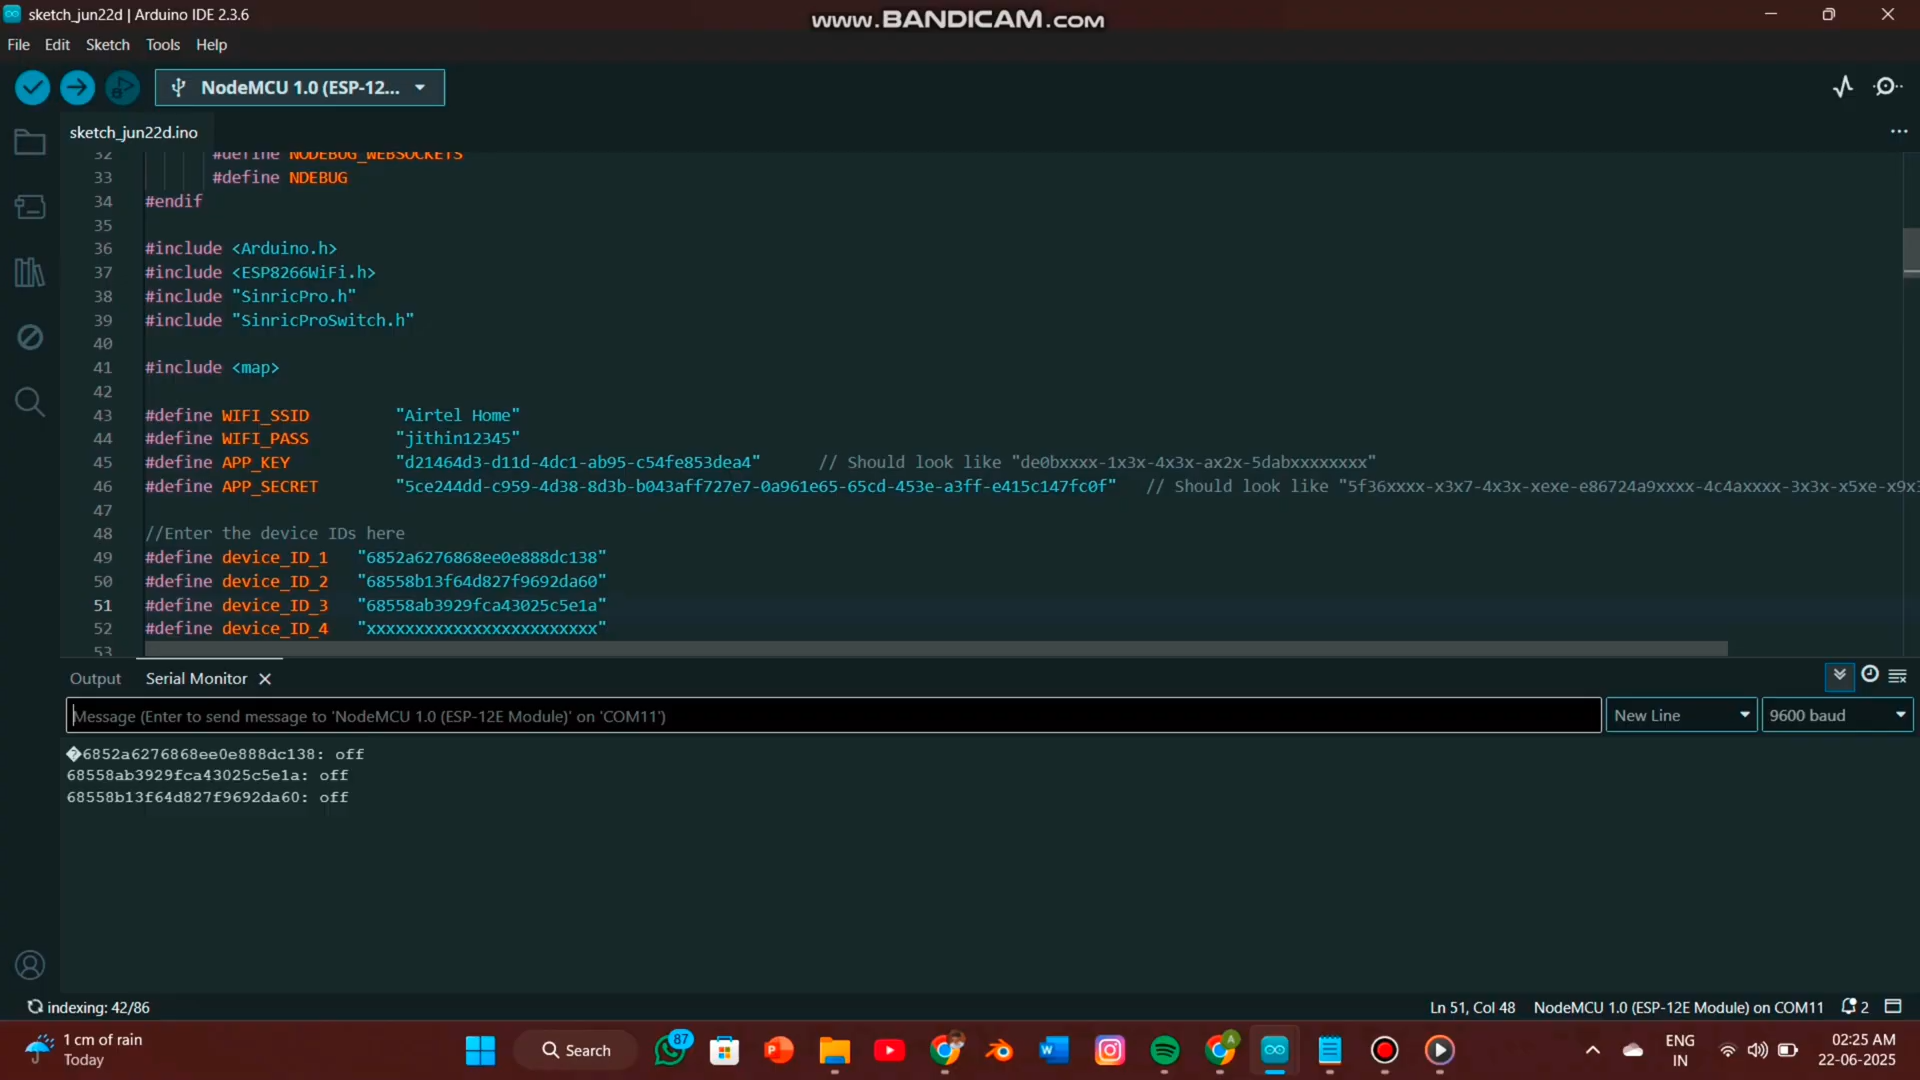 sketch_jun22d | Arduino IDE 2.3.6
www.BANDICAM.com
File Edit Sketch Tools Help
NodeMCU 1.0 (ESP-12...
sketch_jun22d.ino
32 #define NODEBUG_WEBSOCKETS
33 #define NDEBUG
34 #endif
35
36 #include <Arduino.h>
37 #include <ESP8266WiFi.h>
38 #include "SinricPro.h"
39 #include "SinricProSwitch.h"
40
41 #include <map>
42
43 #define WIFI_SSID "Airtel Home"
44 #define WIFI_PASS "jithin12345"
45 #define APP_KEY "d21464d3-d11d-4dc1-ab95-c54fe853dea4" // Should look like "de0bxxxx-1x3x-4x3x-ax2x-5dabxxxxxxxx"
46 #define APP_SECRET "5ce244dd-c959-4d38-8d3b-b043aff727e7-0a961e65-65cd-453e-a3ff-e415c147fc0f" // Should look like "5f36xxxx-x3x7-4x3x-xexe-e86724a9xxxx-4c4axxxx-3x3x-x5xe-x9x3
47
48 //Enter the device IDs here
49 #define device_ID_1 "6852a6276868ee0e888dc138"
50 #define device_ID_2 "68558b13f64d827f9692da60"
51 #define device_ID_3 "68558ab3929fca43025c5e1a"
52 #define device_ID_4 "xxxxxxxxxxxxxxxxxxxxxxxx"
53
Output Serial Monitor
Message (Enter to send message to 'NodeMCU 1.0 (ESP-12E Module)' on 'COM11')
New Line 9600 baud
�6852a6276868ee0e888dc138: off
68558ab3929fca43025c5e1a: off
68558b13f64d827f9692da60: off
indexing: 42/86
Ln 51, Col 48 NodeMCU 1.0 (ESP-12E Module) on COM11 2
1 cm of rain
Today
Search
87
ENG
IN
02:25 AM
22-06-2025